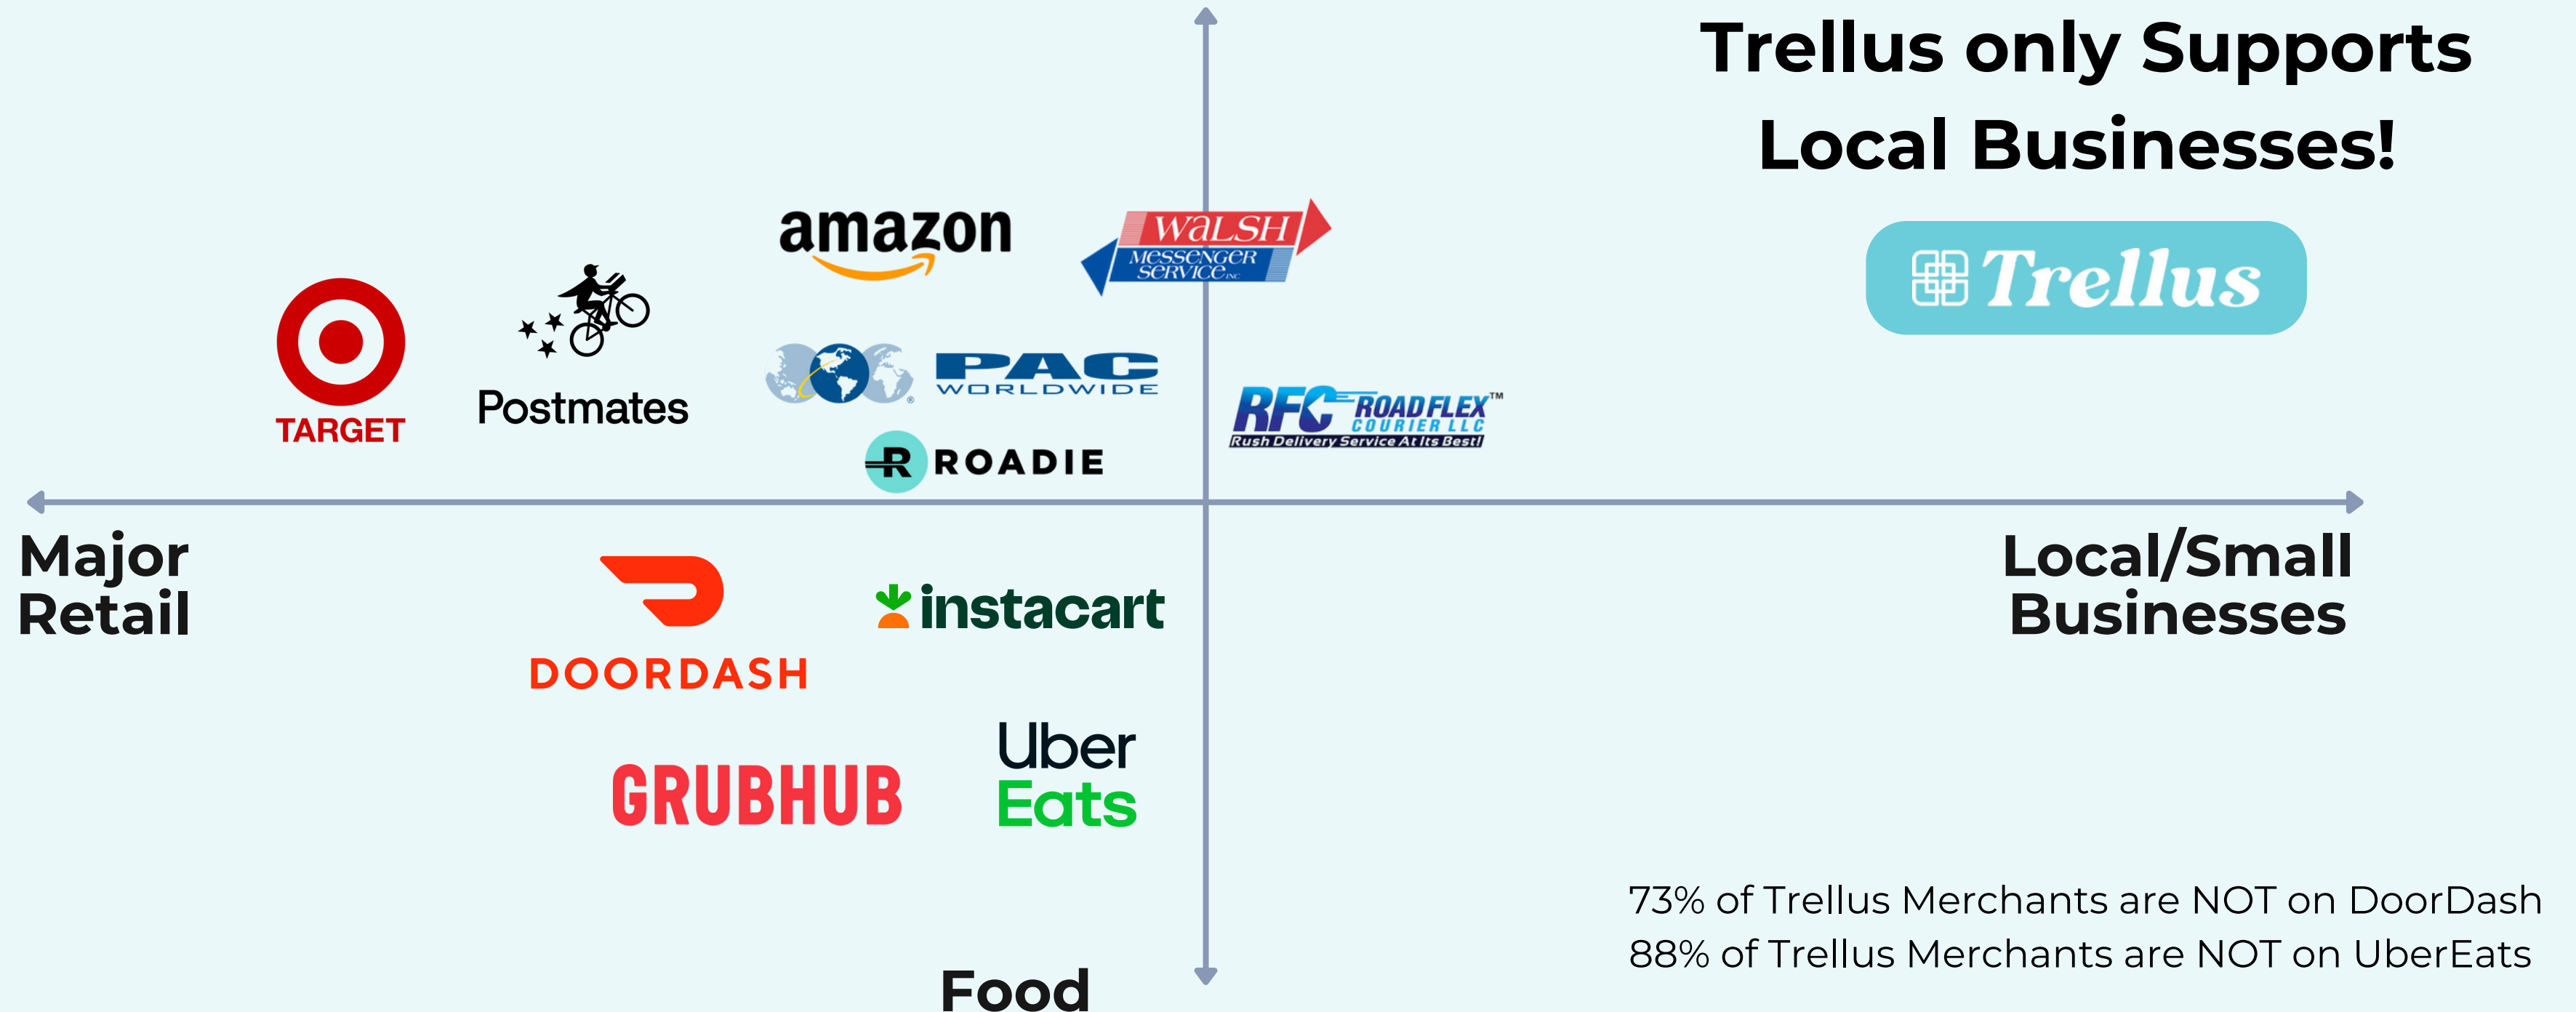 Trellus only Supports
Local Businesses!
amazon
WaLSH
MESSENGER
SERVICE INC
Trellus
TARGET
Postmates
PAC
WORLDWIDE
®
RFC ROADFLEX™
COURIER LLC
Rush Delivery Service At Its Best!
R ROADIE
Major
Retail
Local/Small
Businesses
DOORDASH
instacart
GRUBHUB
Uber
Eats
73% of Trellus Merchants are NOT on DoorDash
88% of Trellus Merchants are NOT on UberEats
Food